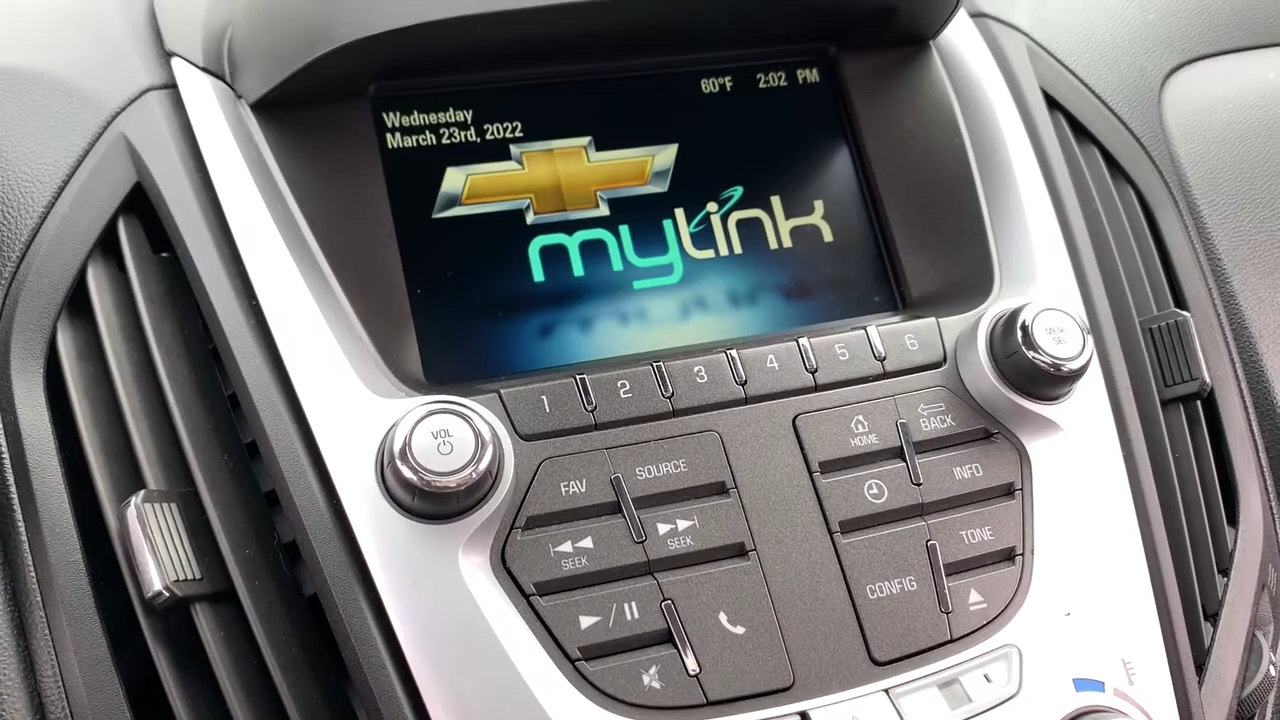 60°F 2:02 PM
Wednesday
March 23rd, 2022
mylink
1 2 3 4 5 6
MENU
SEL
VOL
HOME
BACK
FAV
SOURCE
INFO
SEEK
SEEK
TONE
CONFIG